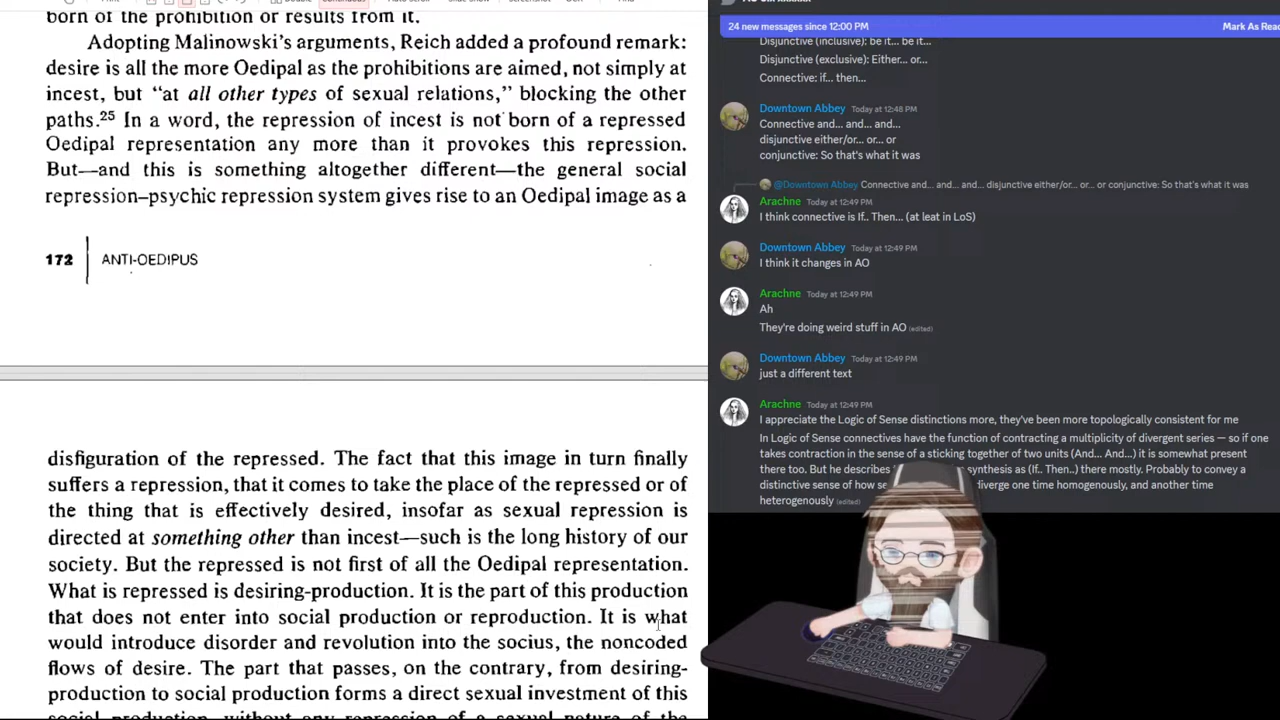 born of the prohibition or results from it.
Adopting Malinowski's arguments, Reich added a profound remark:
desire is all the more Oedipal as the prohibitions are aimed, not simply at
incest, but "at all other types of sexual relations," blocking the other
paths.25 In a word, the repression of incest is not born of a repressed
Oedipal representation any more than it provokes this repression.
But—and this is something altogether different—the general social
repression–psychic repression system gives rise to an Oedipal image as a
172 ANTI-OEDIPUS
disfiguration of the repressed. The fact that this image in turn finally
suffers a repression, that it comes to take the place of the repressed or of
the thing that is effectively desired, insofar as sexual repression is
directed at something other than incest—such is the long history of our
society. But the repressed is not first of all the Oedipal representation.
What is repressed is desiring-production. It is the part of this production
that does not enter into social production or reproduction. It is what
would introduce disorder and revolution into the socius, the noncoded
flows of desire. The part that passes, on the contrary, from desiring-
production to social production forms a direct sexual investment of this
social production, without any repression of a sexual nature of the
24 new messages since 12:00 PM Mark As Read
Disjunctive (inclusive): be it... be it...
Disjunctive (exclusive): Either... or...
Connective: if... then...
Downtown Abbey Today at 12:48 PM
Connective and... and... and...
disjunctive either/or... or... or
conjunctive: So that's what it was
@Downtown Abbey Connective and... and... and... disjunctive either/or... or... or conjunctive: So that's what it was
Arachne Today at 12:49 PM
I think connective is If.. Then... (at leat in LoS)
Downtown Abbey Today at 12:49 PM
I think it changes in AO
Arachne Today at 12:49 PM
Ah
They're doing weird stuff in AO (edited)
Downtown Abbey Today at 12:49 PM
just a different text
Arachne Today at 12:49 PM
I appreciate the Logic of Sense distinctions more, they've been more topologically consistent for me
In Logic of Sense connectives have the function of contracting a multiplicity of divergent series — so if one
takes contraction in the sense of a sticking together of two units (And... And...) it is somewhat present
there too. But he describes synthesis as (If.. Then..) there mostly. Probably to convey a
distinctive sense of how se diverge one time homogenously, and another time
heterogenously (edited)